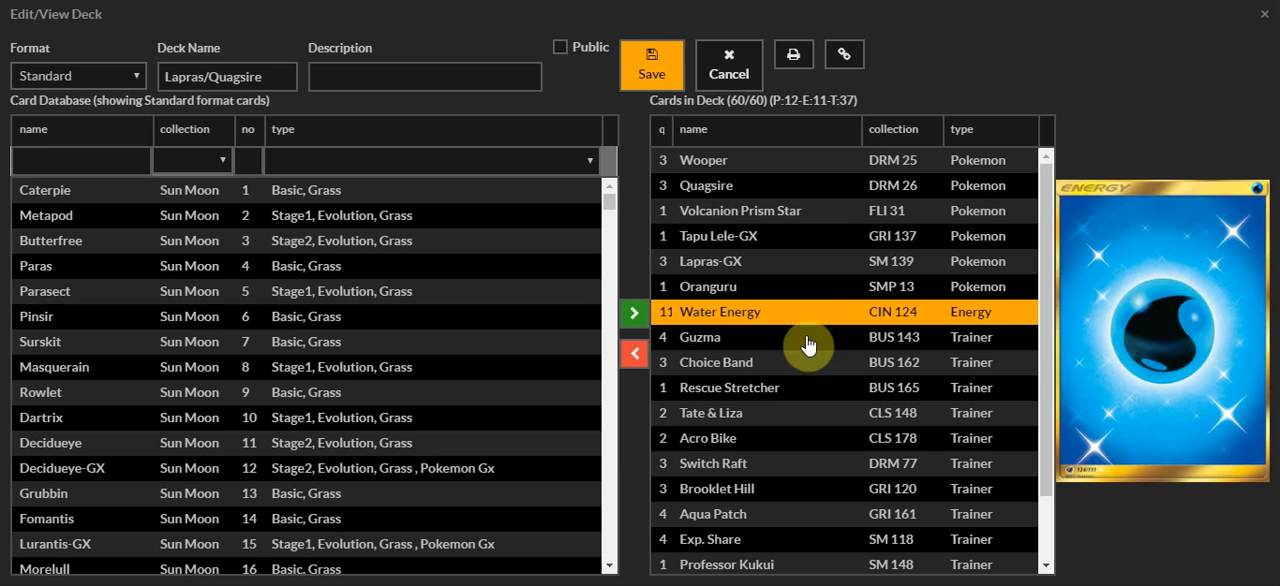 Edit/View Deck
×
Format
Deck Name
Description
Public
Save
Cancel
Standard
Lapras/Quagsire
Card Database (showing Standard format cards)
name collection no type
Caterpie Sun Moon 1 Basic, Grass
Metapod Sun Moon 2 Stage1, Evolution, Grass
Butterfree Sun Moon 3 Stage2, Evolution, Grass
Paras Sun Moon 4 Basic, Grass
Parasect Sun Moon 5 Stage1, Evolution, Grass
Pinsir Sun Moon 6 Basic, Grass
Surskit Sun Moon 7 Basic, Grass
Masquerain Sun Moon 8 Stage1, Evolution, Grass
Rowlet Sun Moon 9 Basic, Grass
Dartrix Sun Moon 10 Stage1, Evolution, Grass
Decidueye Sun Moon 11 Stage2, Evolution, Grass
Decidueye-GX Sun Moon 12 Stage2, Evolution, Grass , Pokemon Gx
Grubbin Sun Moon 13 Basic, Grass
Fomantis Sun Moon 14 Basic, Grass
Lurantis-GX Sun Moon 15 Stage1, Evolution, Grass , Pokemon Gx
Morelull Sun Moon 16 Basic, Grass
Cards in Deck (60/60) (P:12-E:11-T:37)
q name collection type
3 Wooper DRM 25 Pokemon
3 Quagsire DRM 26 Pokemon
1 Volcanion Prism Star FLI 31 Pokemon
1 Tapu Lele-GX GRI 137 Pokemon
3 Lapras-GX SM 139 Pokemon
1 Oranguru SMP 13 Pokemon
11 Water Energy CIN 124 Energy
4 Guzma BUS 143 Trainer
3 Choice Band BUS 162 Trainer
1 Rescue Stretcher BUS 165 Trainer
2 Tate & Liza CLS 148 Trainer
2 Acro Bike CLS 178 Trainer
3 Switch Raft DRM 77 Trainer
3 Brooklet Hill GRI 120 Trainer
4 Aqua Patch GRI 161 Trainer
4 Exp. Share SM 118 Trainer
1 Professor Kukui SM 148 Trainer
ENERGY
124/111